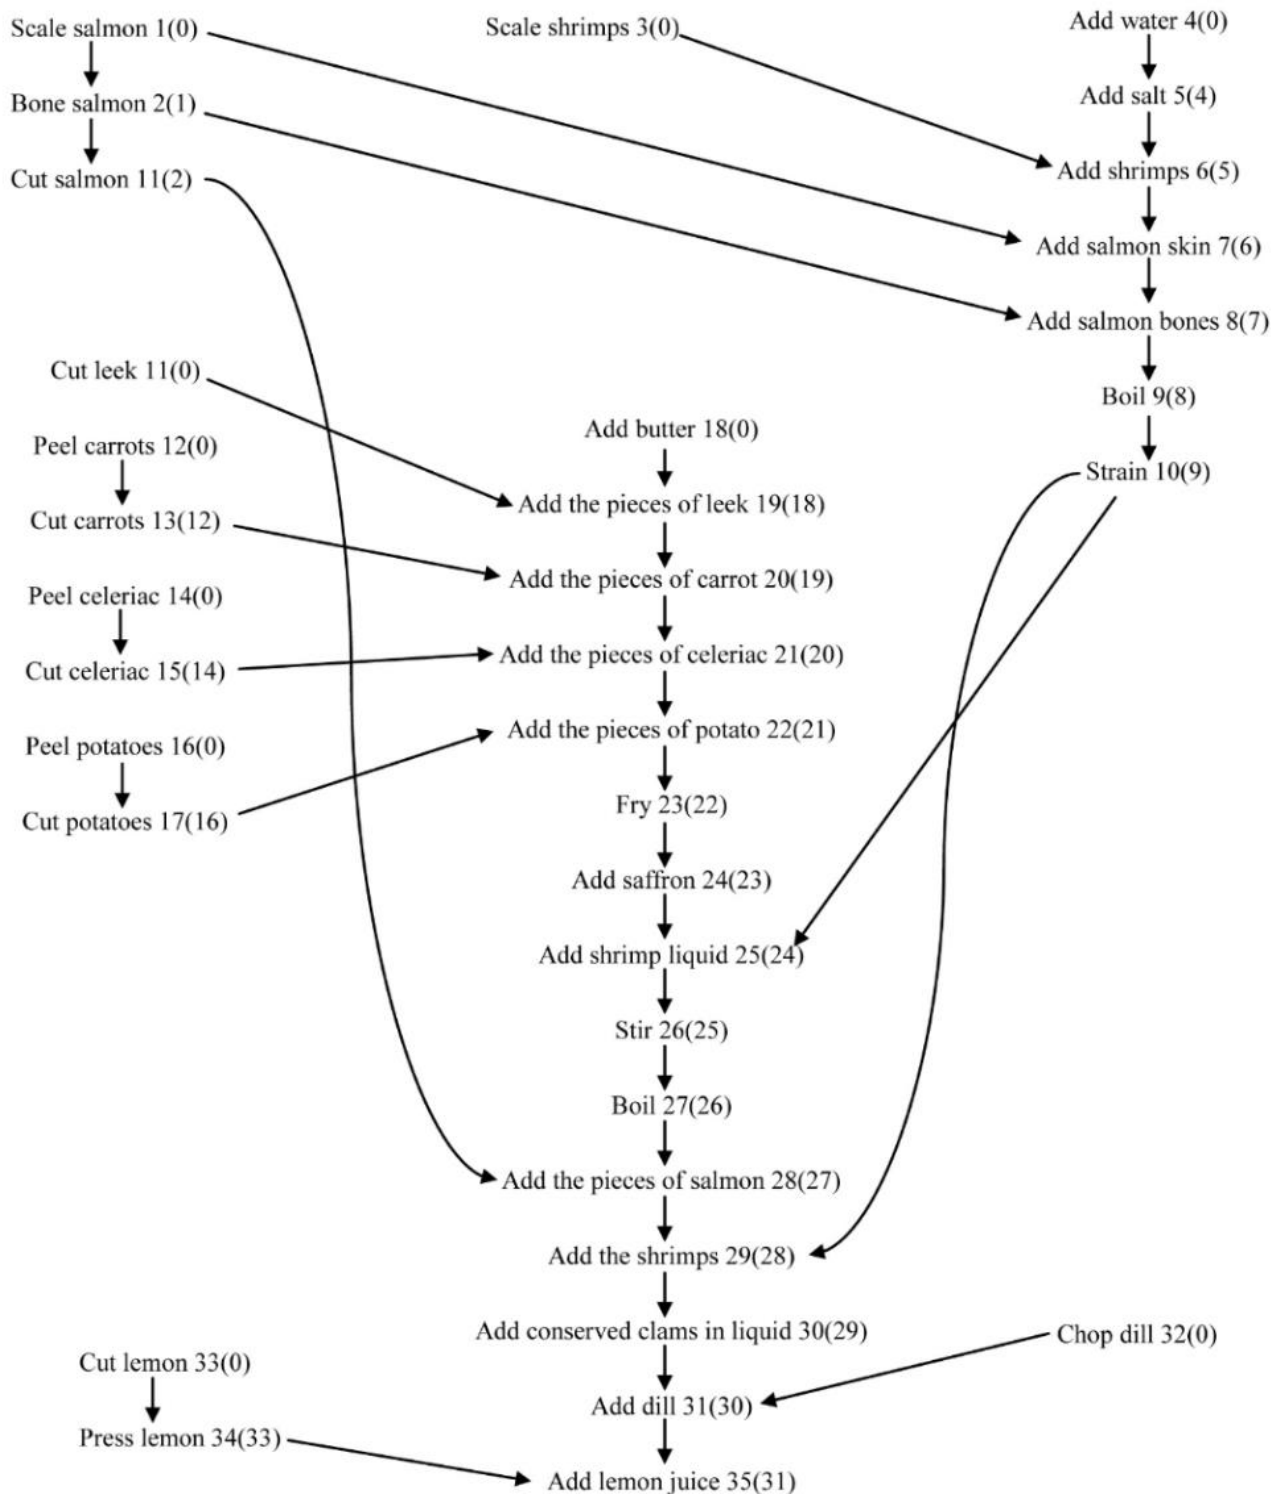 Scale salmon 1(0)
Scale shrimps 3(0)
Add water 4(0)
Bone salmon 2(1)
Add salt 5(4)
Cut salmon 11(2)
Add shrimps 6(5)
Add salmon skin 7(6)
Add salmon bones 8(7)
Cut leek 11(0)
Boil 9(8)
Add butter 18(0)
Peel carrots 12(0)
Strain 10(9)
Add the pieces of leek 19(18)
Cut carrots 13(12)
Add the pieces of carrot 20(19)
Peel celeriac 14(0)
Add the pieces of celeriac 21(20)
Cut celeriac 15(14)
Add the pieces of potato 22(21)
Peel potatoes 16(0)
Fry 23(22)
Cut potatoes 17(16)
Add saffron 24(23)
Add shrimp liquid 25(24)
Stir 26(25)
Boil 27(26)
Add the pieces of salmon 28(27)
Add the shrimps 29(28)
Add conserved clams in liquid 30(29)
Chop dill 32(0)
Cut lemon 33(0)
Add dill 31(30)
Press lemon 34(33)
Add lemon juice 35(31)